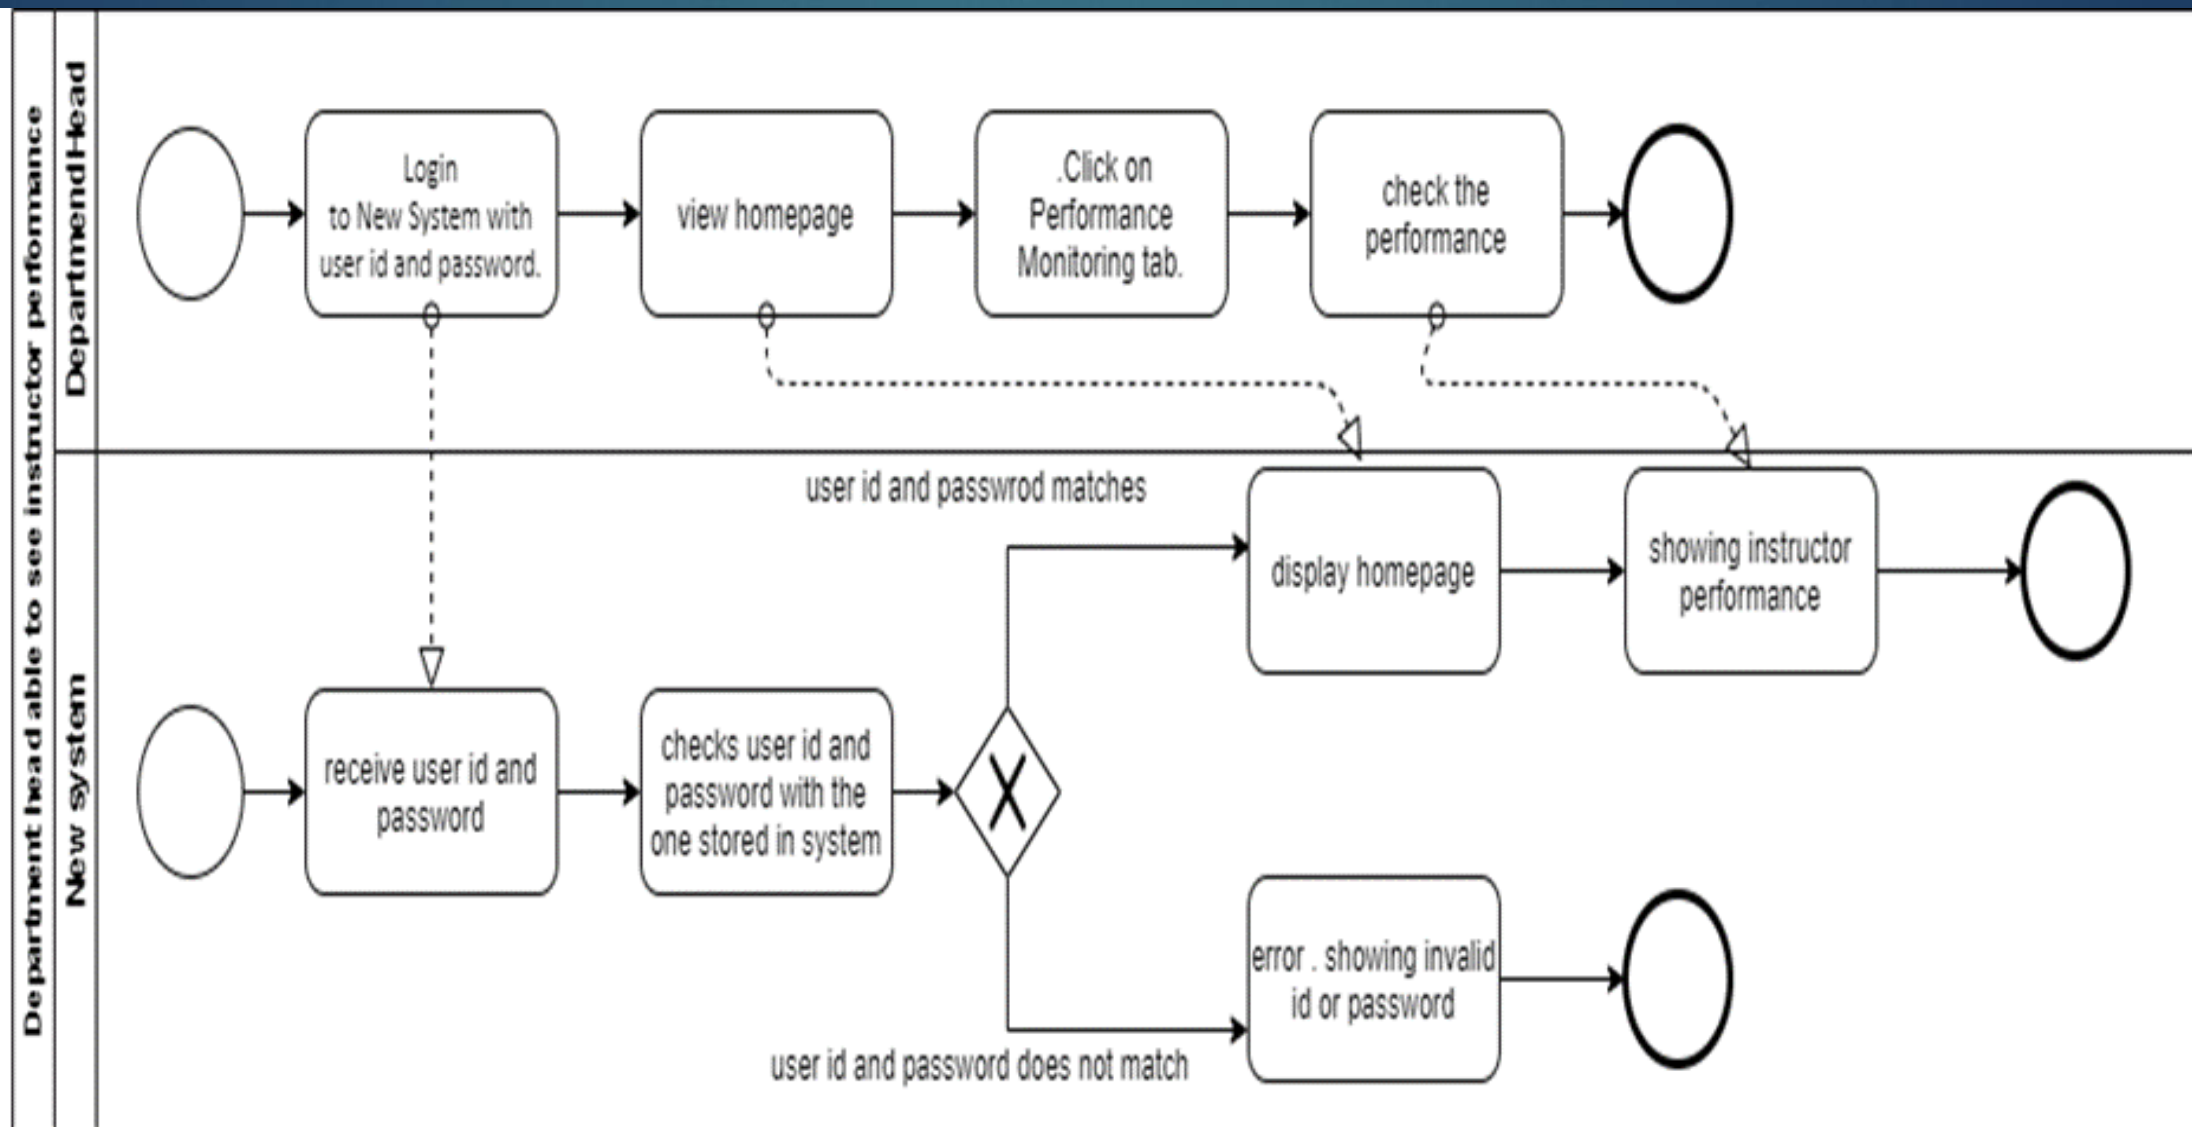 Department head able to see instructor performance
DepartmendHead
Login
to New System with
user id and password.
view homepage
.Click on
Performance
Monitoring tab.
check the
performance
New system
receive user id and
password
checks user id and
password with the
one stored in system
user id and passwrod matches
display homepage
showing instructor
performance
error . showing invalid
id or password
user id and password does not match